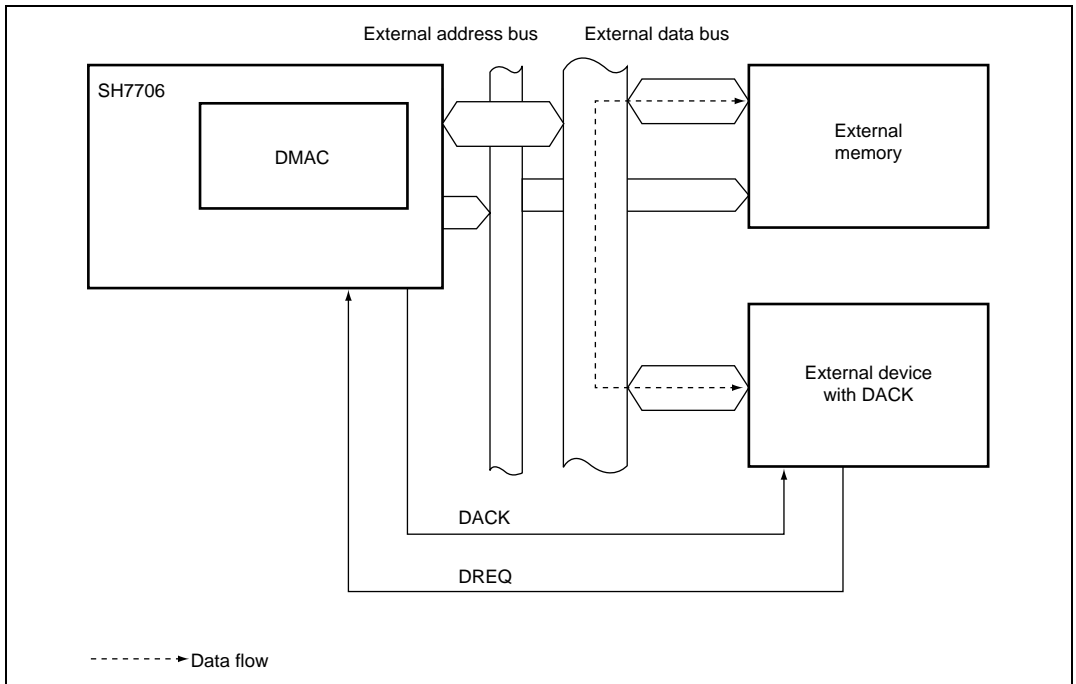 External address bus
External data bus
SH7706
DMAC
External
memory
External device
with DACK
DACK
DREQ
Data flow